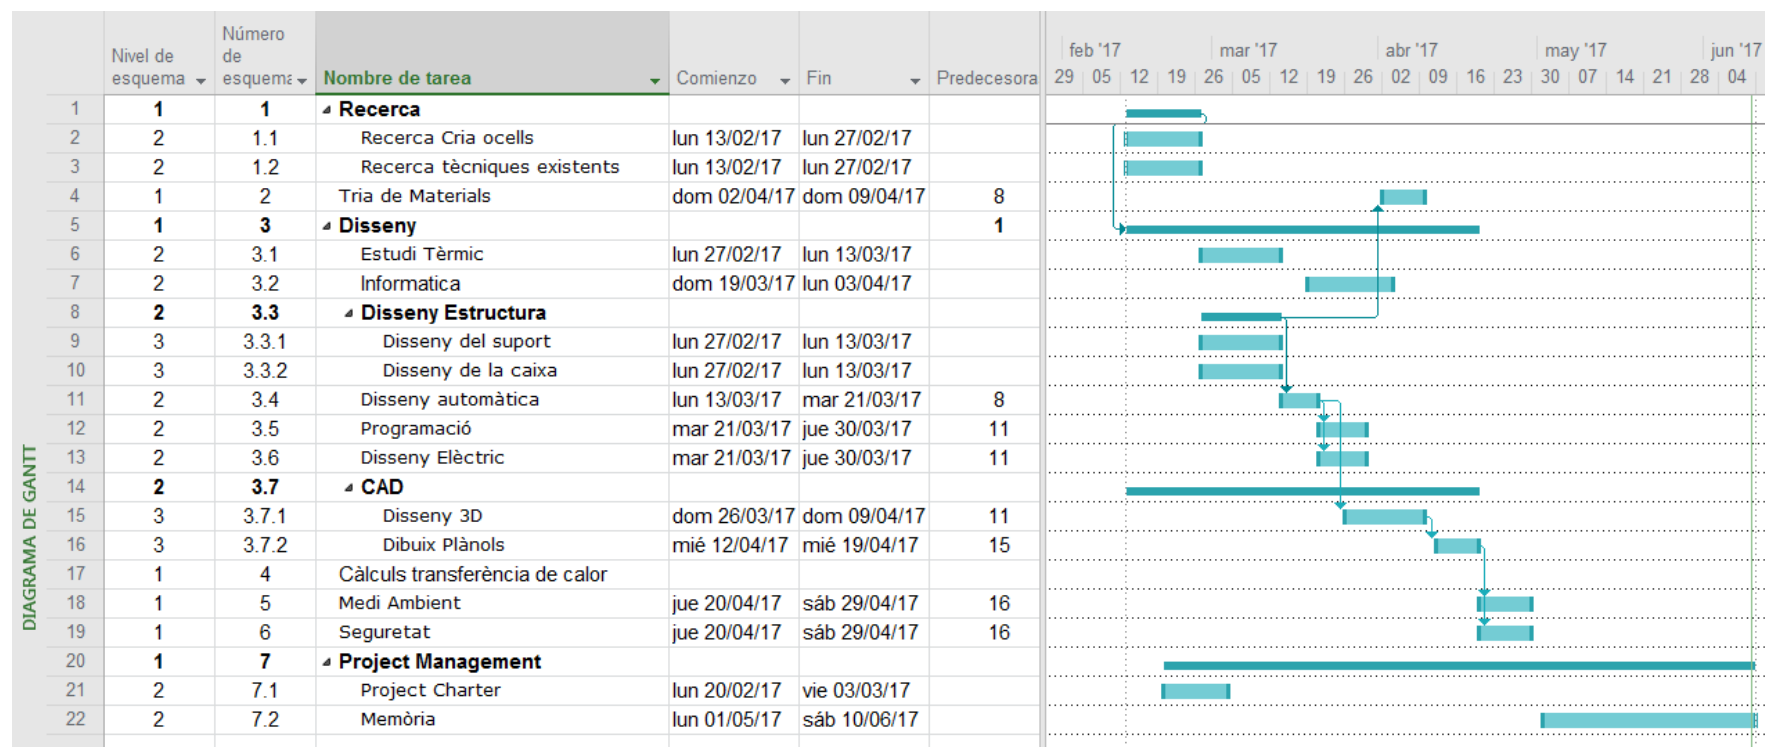 Nivel de esquema Número de esquema Nombre de tarea Comienzo Fin Predecesora
feb '17 mar '17 abr '17 may '17 jun '17
29 05 12 19 26 05 12 19 26 02 09 16 23 30 07 14 21 28 04
1 1 1 Recerca
2 2 1.1 Recerca Cria ocells lun 13/02/17 lun 27/02/17
3 2 1.2 Recerca tècniques existents lun 13/02/17 lun 27/02/17
4 1 2 Tria de Materials dom 02/04/17 dom 09/04/17 8
5 1 3 Disseny 1
6 2 3.1 Estudi Tèrmic lun 27/02/17 lun 13/03/17
7 2 3.2 Informatica dom 19/03/17 lun 03/04/17
8 2 3.3 Disseny Estructura
9 3 3.3.1 Disseny del suport lun 27/02/17 lun 13/03/17
10 3 3.3.2 Disseny de la caixa lun 27/02/17 lun 13/03/17
11 2 3.4 Disseny automàtica lun 13/03/17 mar 21/03/17 8
12 2 3.5 Programació mar 21/03/17 jue 30/03/17 11
13 2 3.6 Disseny Elèctric mar 21/03/17 jue 30/03/17 11
14 2 3.7 CAD
15 3 3.7.1 Disseny 3D dom 26/03/17 dom 09/04/17 11
16 3 3.7.2 Dibuix Plànols mié 12/04/17 mié 19/04/17 15
17 1 4 Càlculs transferència de calor
18 1 5 Medi Ambient jue 20/04/17 sáb 29/04/17 16
19 1 6 Seguretat jue 20/04/17 sáb 29/04/17 16
20 1 7 Project Management
21 2 7.1 Project Charter lun 20/02/17 vie 03/03/17
22 2 7.2 Memòria lun 01/05/17 sáb 10/06/17
DIAGRAMA DE GANTT